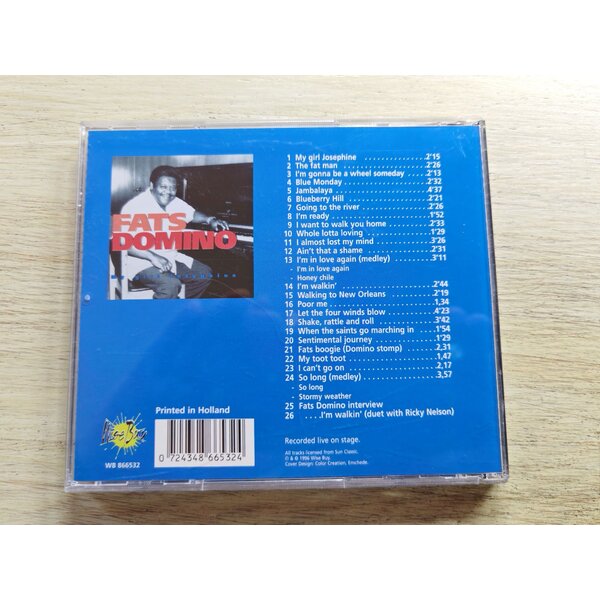 FATS
DOMINO
1 My girl Josephine ..................2'15
2 The fat man ..........................2'26
3 I'm gonna be a wheel someday .......2'13
4 Blue Monday .........................2'32
5 Jambalaya ............................4'37
6 Blueberry Hill .......................2'21
7 Going to the river ...................2'26
8 I'm ready .............................1'52
9 I want to walk you home ............2'33
10 Whole lotta loving ..................1'29
11 I almost lost my mind ...............3'26
12 Ain't that a shame ..................2'31
13 I'm in love again (medley) ..........3'11
- I'm in love again
- Honey chile
14 I'm walkin' ..........................2'44
15 Walking to New Orleans .............2'19
16 Poor me .............................1,34
17 Let the four winds blow .............4'23
18 Shake, rattle and roll ...............3'42
19 When the saints go marching in .....1'54
20 Sentimental journey .................1'29
21 Fats boogie (Domino stomp) .........2,31
22 My toot toot .........................1,47
23 I can't go on .........................2,17
24 So long (medley) ....................3,57
- So long
- Stormy weather
25 Fats Domino interview
26 ....I'm walkin' (duet with Ricky Nelson)
Recorded live on stage.
All tracks licensed from Sun Classic.
℗ & © 1996 Wise Buy.
Cover Design: Color Creation, Enschede.
Printed in Holland
0 724348 665324
Wise Buy
WB 866532